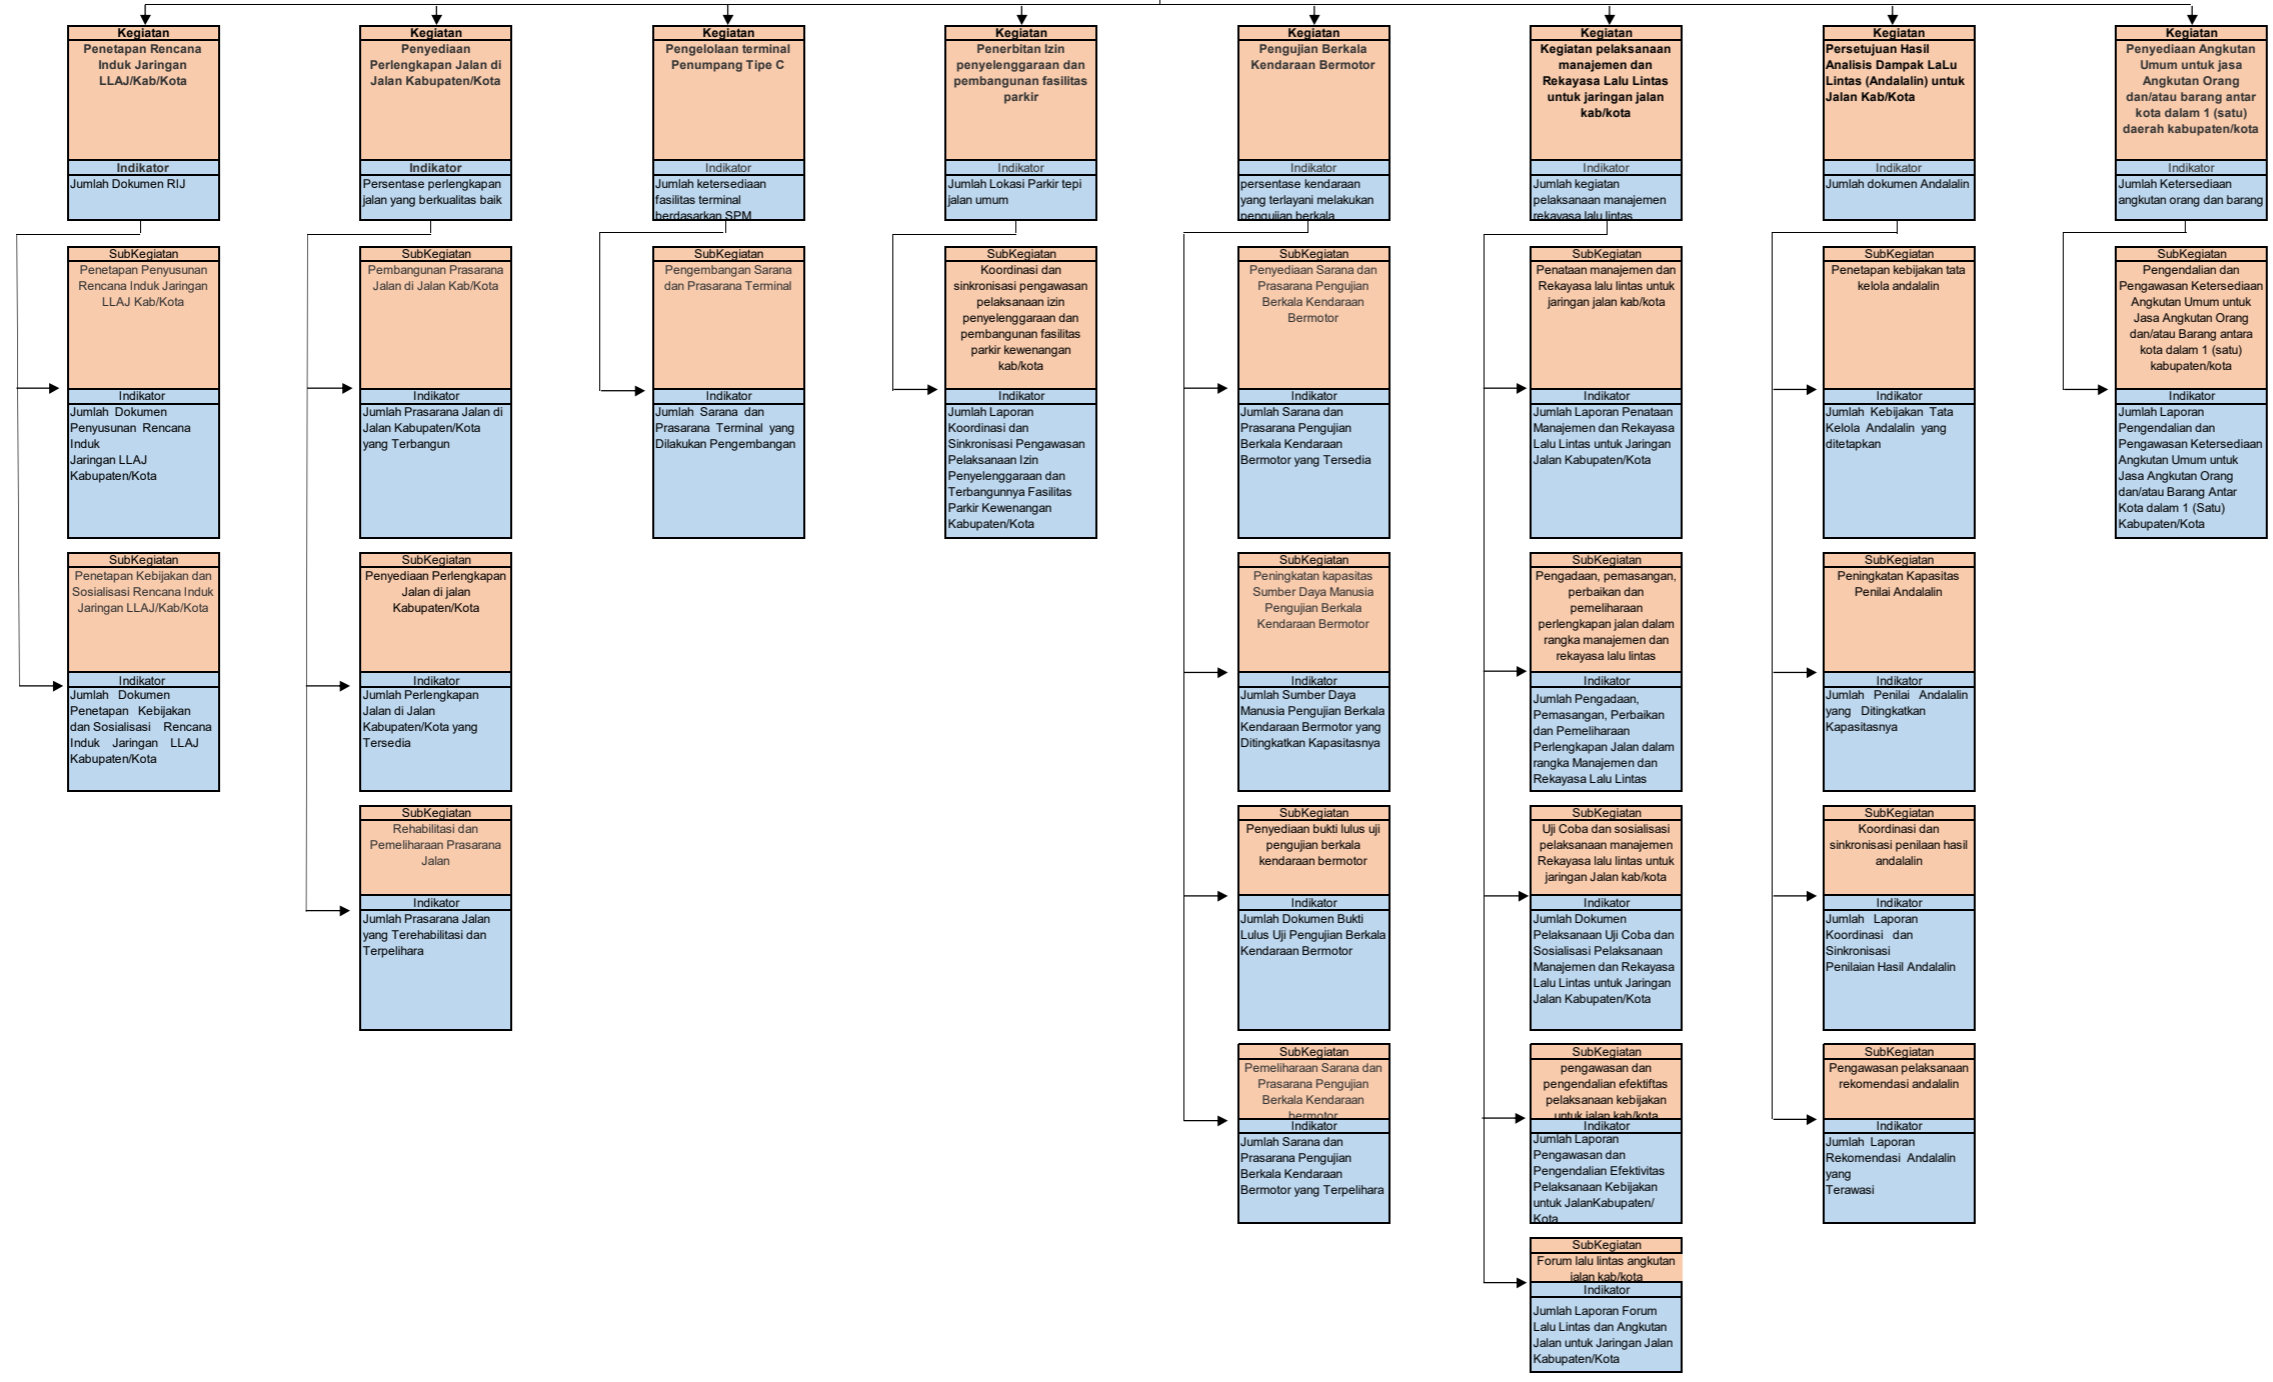 Kegiatan
Penetapan Rencana
Induk Jaringan
LLAJ/Kab/Kota
Indikator
Jumlah Dokumen RIJ
SubKegiatan
Penetapan Penyusunan
Rencana Induk Jaringan
LLAJ Kab/Kota
Indikator
Jumlah Dokumen
Penyusunan Rencana
Induk
Jaringan LLAJ
Kabupaten/Kota
SubKegiatan
Penetapan Kebijakan dan
Sosialisasi Rencana Induk
Jaringan LLAJ/Kab/Kota
Indikator
Jumlah Dokumen
Penetapan Kebijakan
dan Sosialisasi Rencana
Induk Jaringan LLAJ
Kabupaten/Kota
Kegiatan
Penyediaan
Perlengkapan Jalan di
Jalan Kabupaten/Kota
Indikator
Persentase perlengkapan
jalan yang berkualitas baik
SubKegiatan
Pembangunan Prasarana
Jalan di Jalan Kab/Kota
Indikator
Jumlah Prasarana Jalan di
Jalan Kabupaten/Kota
yang Terbangun
SubKegiatan
Penyediaan Perlengkapan
Jalan di jalan
Kabupaten/Kota
Indikator
Jumlah Perlengkapan
Jalan di Jalan
Kabupaten/Kota yang
Tersedia
SubKegiatan
Rehabilitasi dan
Pemeliharaan Prasarana
Jalan
Indikator
Jumlah Prasarana Jalan
yang Terehabilitasi dan
Terpelihara
Kegiatan
Pengelolaan terminal
Penumpang Tipe C
Indikator
Jumlah ketersediaan
fasilitas terminal
berdasarkan SPM
SubKegiatan
Pengembangan Sarana
dan Prasarana Terminal
Indikator
Jumlah Sarana dan
Prasarana Terminal yang
Dilakukan Pengembangan
Kegiatan
Penerbitan Izin
penyelenggaraan dan
pembangunan fasilitas
parkir
Indikator
Jumlah Lokasi Parkir tepi
jalan umum
SubKegiatan
Koordinasi dan
sinkronisasi pengawasan
pelaksanaan izin
penyelenggaraan dan
pembangunan fasilitas
parkir kewenangan
kab/kota
Indikator
Jumlah Laporan
Koordinasi dan
Sinkronisasi Pengawasan
Pelaksanaan Izin
Penyelenggaraan dan
Terbangunnya Fasilitas
Parkir Kewenangan
Kabupaten/Kota
Kegiatan
Pengujian Berkala
Kendaraan Bermotor
Indikator
persentase kendaraan
yang terlayani melakukan
pengujian berkala
SubKegiatan
Penyediaan Sarana dan
Prasarana Pengujian
Berkala Kendaraan
Bermotor
Indikator
Jumlah Sarana dan
Prasarana Pengujian
Berkala Kendaraan
Bermotor yang Tersedia
SubKegiatan
Peningkatan kapasitas
Sumber Daya Manusia
Pengujian Berkala
Kendaraan Bermotor
Indikator
Jumlah Sumber Daya
Manusia Pengujian Berkala
Kendaraan Bermotor yang
Ditingkatkan Kapasitasnya
SubKegiatan
Penyediaan bukti lulus uji
pengujian berkala
kendaraan bermotor
Indikator
Jumlah Dokumen Bukti
Lulus Uji Pengujian Berkala
Kendaraan Bermotor
SubKegiatan
Pemeliharaan Sarana dan
Prasarana Pengujian
Berkala Kendaraan
bermotor
Indikator
Jumlah Sarana dan
Prasarana Pengujian
Berkala Kendaraan
Bermotor yang Terpelihara
Kegiatan
Kegiatan pelaksanaan
manajemen dan
Rekayasa Lalu Lintas
untuk jaringan jalan
kab/kota
Indikator
Jumlah kegiatan
pelaksanaan manajemen
rekayasa lalu lintas
SubKegiatan
Penataan manajemen dan
Rekayasa lalu lintas untuk
jaringan jalan kab/kota
Indikator
Jumlah Laporan Penataan
Manajemen dan Rekayasa
Lalu Lintas untuk Jaringan
Jalan Kabupaten/Kota
SubKegiatan
Pengadaan, pemasangan,
perbaikan dan
pemeliharaan
perlengkapan jalan dalam
rangka manajemen dan
rekayasa lalu lintas
Indikator
Jumlah Pengadaan,
Pemasangan, Perbaikan
dan Pemeliharaan
Perlengkapan Jalan dalam
rangka Manajemen dan
Rekayasa Lalu Lintas
SubKegiatan
Uji Coba dan sosialisasi
pelaksanaan manajemen
Rekayasa lalu lintas untuk
jaringan Jalan kab/kota
Indikator
Jumlah Dokumen
Pelaksanaan Uji Coba dan
Sosialisasi Pelaksanaan
Manajemen dan Rekayasa
Lalu Lintas untuk Jaringan
Jalan Kabupaten/Kota
SubKegiatan
pengawasan dan
pengendalian efektiftas
pelaksanaan kebijakan
untuk jalan kab/kota
Indikator
Jumlah Laporan
Pengawasan dan
Pengendalian Efektivitas
Pelaksanaan Kebijakan
untuk JalanKabupaten/
Kota
SubKegiatan
Forum lalu lintas angkutan
jalan kab/kota
Indikator
Jumlah Laporan Forum
Lalu Lintas dan Angkutan
Jalan untuk Jaringan Jalan
Kabupaten/Kota
Kegiatan
Persetujuan Hasil
Analisis Dampak LaLu
Lintas (Andalalin) untuk
Jalan Kab/Kota
Indikator
Jumlah dokumen Andalalin
SubKegiatan
Penetapan kebijakan tata
kelola andalalin
Indikator
Jumlah Kebijakan Tata
Kelola Andalalin yang
ditetapkan
SubKegiatan
Peningkatan Kapasitas
Penilai Andalalin
Indikator
Jumlah Penilai Andalalin
yang Ditingkatkan
Kapasitasnya
SubKegiatan
Koordinasi dan
sinkronisasi penilaan hasil
andalalin
Indikator
Jumlah Laporan
Koordinasi dan
Sinkronisasi
Penilaian Hasil Andalalin
SubKegiatan
Pengawasan pelaksanaan
rekomendasi andalalin
Indikator
Jumlah Laporan
Rekomendasi Andalalin
yang
Terawasi
Kegiatan
Penyediaan Angkutan
Umum untuk jasa
Angkutan Orang
dan/atau barang antar
kota dalam 1 (satu)
daerah kabupaten/kota
Indikator
Jumlah Ketersediaan
angkutan orang dan barang
SubKegiatan
Pengendalian dan
Pengawasan Ketersediaan
Angkutan Umum untuk
Jasa Angkutan Orang
dan/atau Barang antara
kota dalam 1 (satu)
kabupaten/kota
Indikator
Jumlah Laporan
Pengendalian dan
Pengawasan Ketersediaan
Angkutan Umum untuk
Jasa Angkutan Orang
dan/atau Barang Antar
Kota dalam 1 (Satu)
Kabupaten/Kota